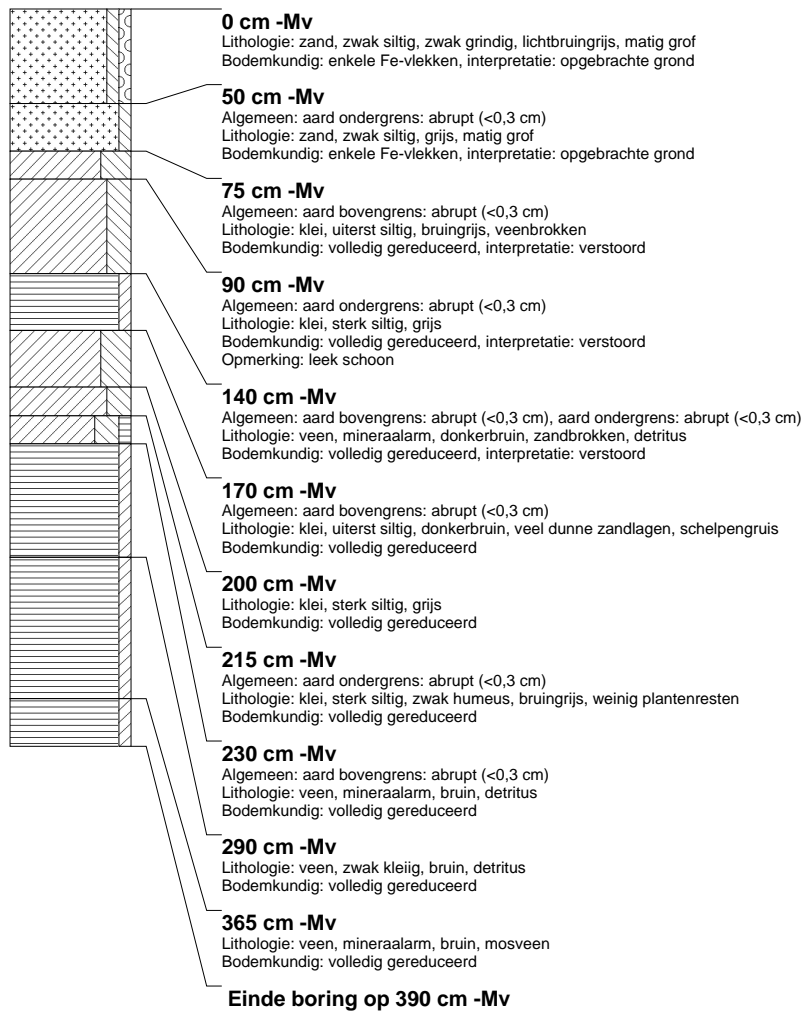 0 cm -Mv
Lithologie: zand, zwak siltig, zwak grindig, lichtbruingrijs, matig grof
Bodemkundig: enkele Fe-vlekken, interpretatie: opgebrachte grond
50 cm -Mv
Algemeen: aard ondergrens: abrupt (<0,3 cm)
Lithologie: zand, zwak siltig, grijs, matig grof
Bodemkundig: enkele Fe-vlekken, interpretatie: opgebrachte grond
75 cm -Mv
Algemeen: aard bovengrens: abrupt (<0,3 cm)
Lithologie: klei, uiterst siltig, bruingrijs, veenbrokken
Bodemkundig: volledig gereduceerd, interpretatie: verstoord
90 cm -Mv
Algemeen: aard ondergrens: abrupt (<0,3 cm)
Lithologie: klei, sterk siltig, grijs
Bodemkundig: volledig gereduceerd, interpretatie: verstoord
Opmerking: leek schoon
140 cm -Mv
Algemeen: aard bovengrens: abrupt (<0,3 cm), aard ondergrens: abrupt (<0,3 cm)
Lithologie: veen, mineraalarm, donkerbruin, zandbrokken, detritus
Bodemkundig: volledig gereduceerd, interpretatie: verstoord
170 cm -Mv
Algemeen: aard bovengrens: abrupt (<0,3 cm)
Lithologie: klei, uiterst siltig, donkerbruin, veel dunne zandlagen, schelpengruis
Bodemkundig: volledig gereduceerd
200 cm -Mv
Lithologie: klei, sterk siltig, grijs
Bodemkundig: volledig gereduceerd
215 cm -Mv
Algemeen: aard ondergrens: abrupt (<0,3 cm)
Lithologie: klei, sterk siltig, zwak humeus, bruingrijs, weinig plantenresten
Bodemkundig: volledig gereduceerd
230 cm -Mv
Algemeen: aard bovengrens: abrupt (<0,3 cm)
Lithologie: veen, mineraalarm, bruin, detritus
Bodemkundig: volledig gereduceerd
290 cm -Mv
Lithologie: veen, zwak kleiig, bruin, detritus
Bodemkundig: volledig gereduceerd
365 cm -Mv
Lithologie: veen, mineraalarm, bruin, mosveen
Bodemkundig: volledig gereduceerd
Einde boring op 390 cm -Mv